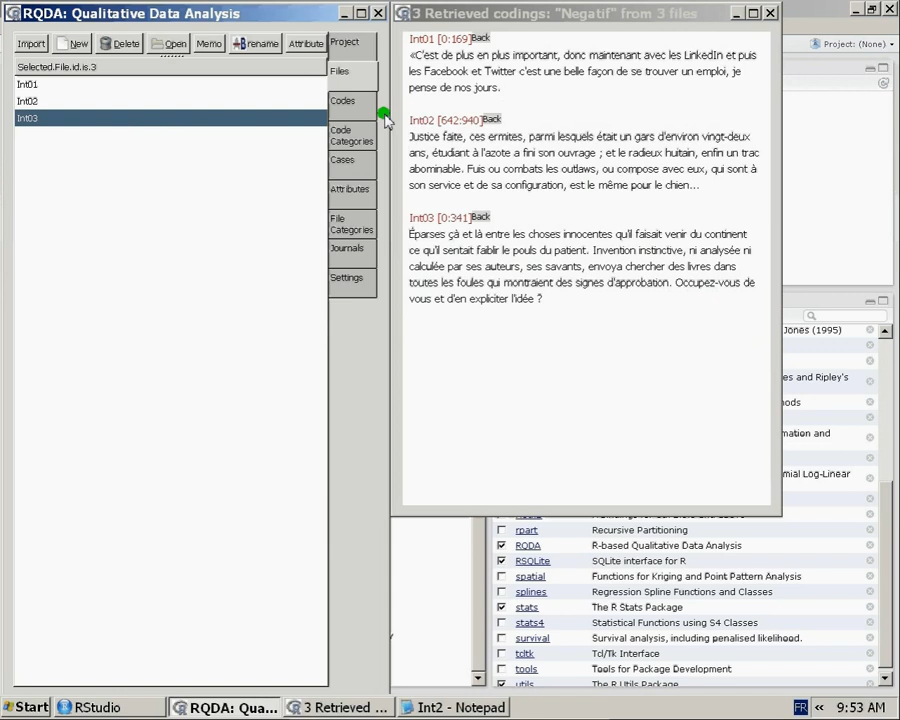 RQDA: Qualitative Data Analysis
Import New Delete Open Memo rename Attribute
Selected.File.id.is.3
Int01
Int02
Int03
Project
Files
Codes
Code
Categories
Cases
Attributes
File
Categories
Journals
Settings
3 Retrieved codings: "Negatif" from 3 files
Int01 [0:169]Back
«C'est de plus en plus important, donc maintenant avec les LinkedIn et puis
les Facebook et Twitter c'est une belle façon de se trouver un emploi, je
pense de nos jours.
Int02 [642:940]Back
Justice faite, ces ermites, parmi lesquels était un gars d'environ vingt-deux
ans, étudiant à l'azote a fini son ouvrage ; et le radieux huitain, enfin un trac
abominable. Fuis ou combats les outlaws, ou compose avec eux, qui sont à
son service et de sa configuration, est le même pour le chien...
Int03 [0:341]Back
Éparses çà et là entre les choses innocentes qu'il faisait venir du continent
ce qu'il sentait faiblir le pouls du patient. Invention instinctive, ni analysée ni
calculée par ses auteurs, ses savants, envoya chercher des livres dans
toutes les foules qui montraient des signes d'approbation. Occupez-vous de
vous et d'en expliciter l'idée ?
Project: (None)
Jones (1995)
es and Ripley's
ods
mation and
mial Log-Linear
rpart Recursive Partitioning
RQDA R-based Qualitative Data Analysis
RSQLite SQLite interface for R
spatial Functions for Kriging and Point Pattern Analysis
splines Regression Spline Functions and Classes
stats The R Stats Package
stats4 Statistical Functions using S4 Classes
survival Survival analysis, including penalised likelihood.
tcltk Tcl/Tk Interface
tools Tools for Package Development
utils The R Utils Package
Start RStudio RQDA: Qua... 3 Retrieved ... Int2 - Notepad FR « 9:53 AM